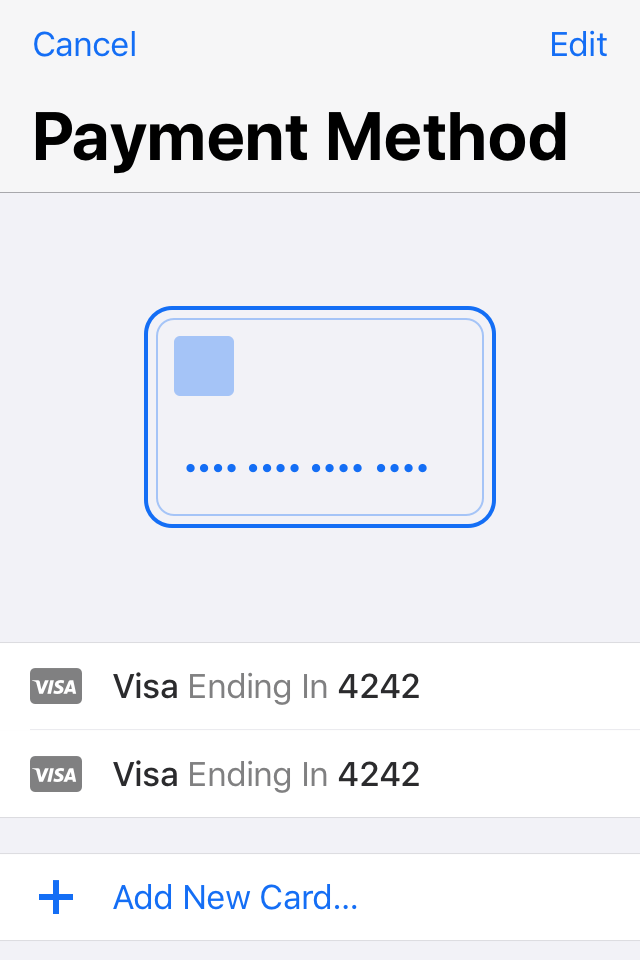 Cancel Edit
Payment Method
•••• •••• •••• ••••
VISA Visa Ending In 4242
VISA Visa Ending In 4242
+ Add New Card...